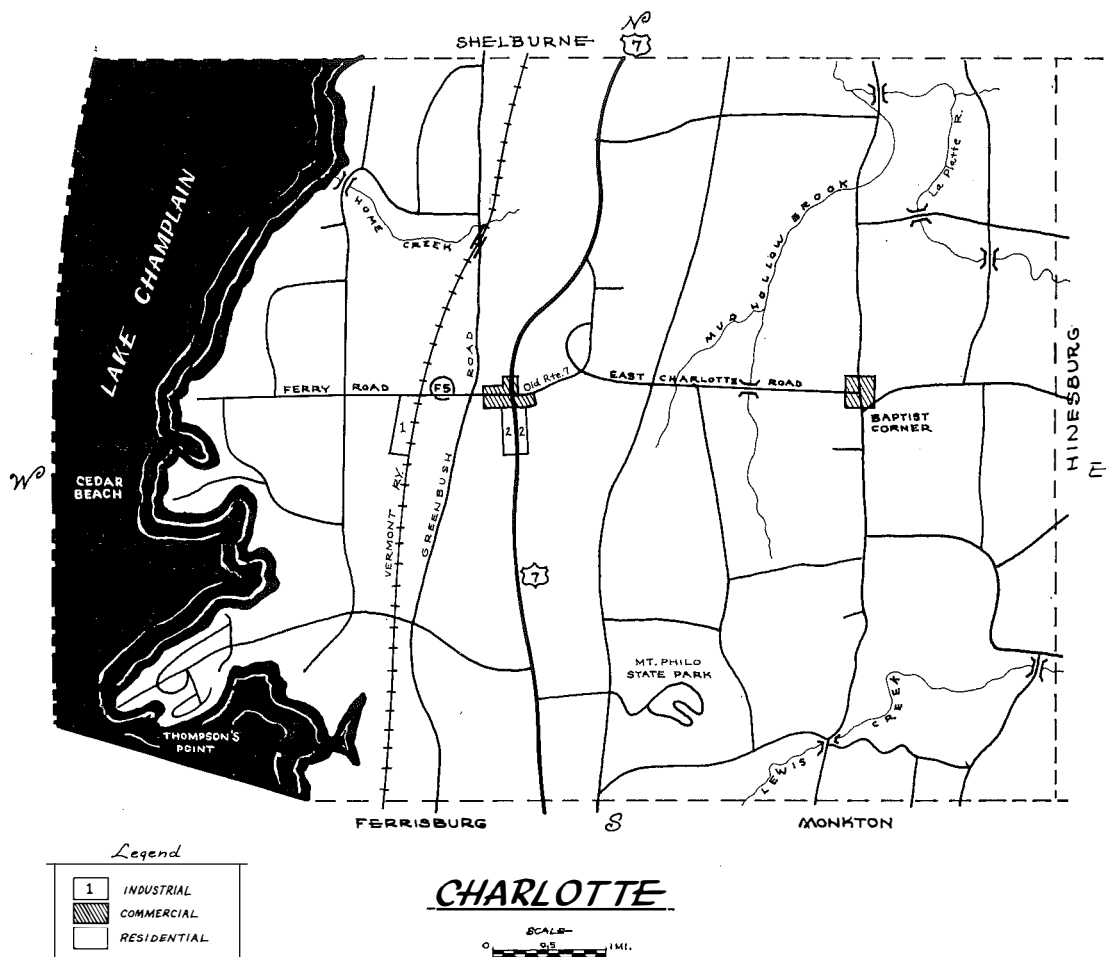 N
SHELBURNE
7
LAKE CHAMPLAIN
HOME
CREEK
MUD HOLLOW BROOK
La Platte R.
HINESBURG
ROAD
FERRY ROAD
F5
Old Rte. 7
EAST CHARLOTTE ROAD
BAPTIST
CORNER
1
2 2
W
E
CEDAR
BEACH
VERMONT RY.
GREENBUSH
7
MT. PHILO
STATE PARK
THOMPSON'S
POINT
LEWIS CREEK
FERRISBURG
S
MONKTON
Legend
1 INDUSTRIAL
COMMERCIAL
RESIDENTIAL
CHARLOTTE
SCALE
0 0.5 1 MI.